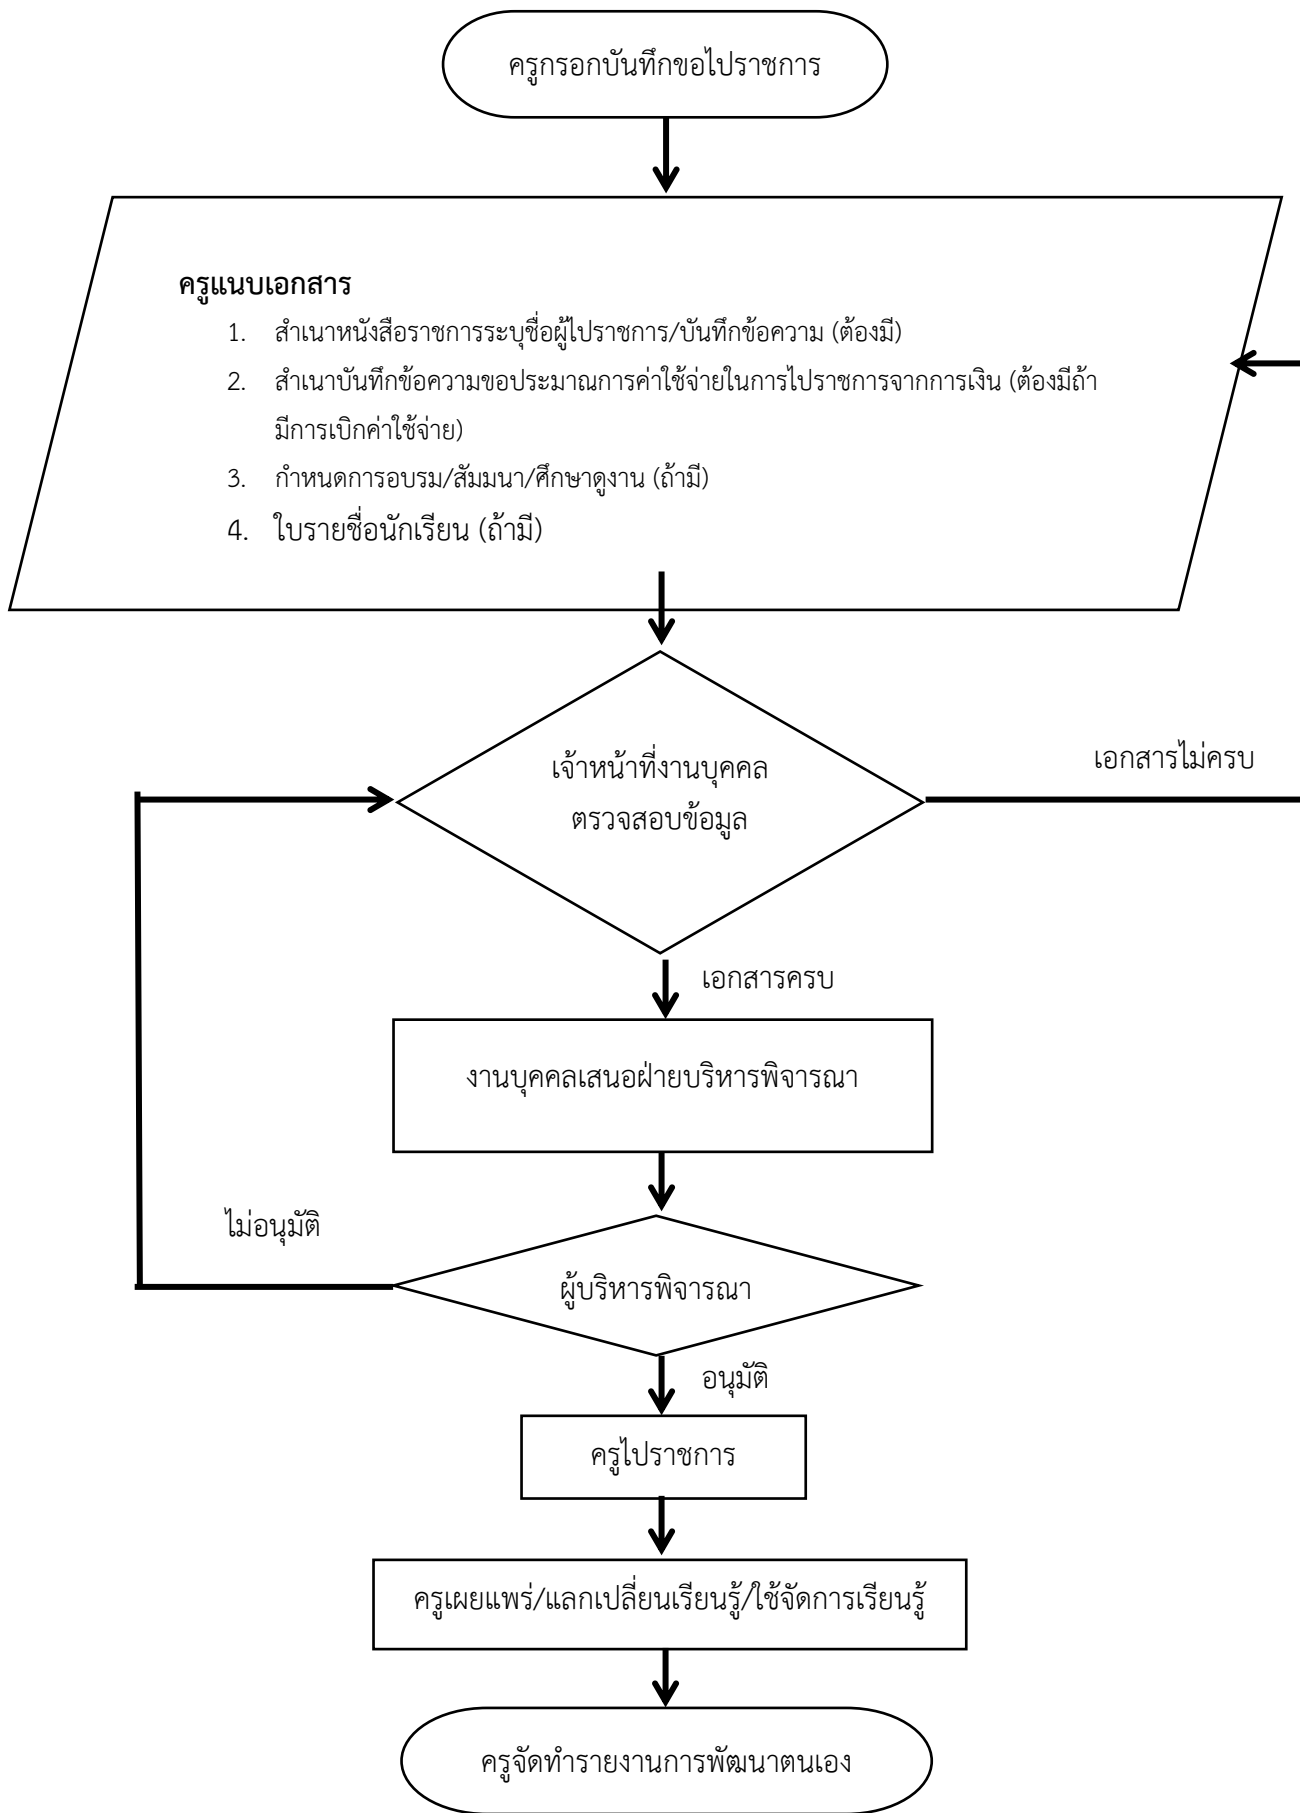 ครูกรอกบันทึกขอไปราชการ
ครูแนบเอกสาร
1. สำเนาหนังสือราชการระบุชื่อผู้ไปราชการ/บันทึกข้อความ (ต้องมี)
2. สำเนาบันทึกข้อความขอประมาณการค่าใช้จ่ายในการไปราชการจากการเงิน (ต้องมีถ้า
มีการเบิกค่าใช้จ่าย)
3. กำหนดการอบรม/สัมมนา/ศึกษาดูงาน (ถ้ามี)
4. ใบรายชื่อนักเรียน (ถ้ามี)
เจ้าหน้าที่งานบุคคล
ตรวจสอบข้อมูล
เอกสารไม่ครบ
เอกสารครบ
งานบุคคลเสนอฝ่ายบริหารพิจารณา
ไม่อนุมัติ
ผู้บริหารพิจารณา
อนุมัติ
ครูไปราชการ
ครูเผยแพร่/แลกเปลี่ยนเรียนรู้/ใช้จัดการเรียนรู้
ครูจัดทำรายงานการพัฒนาตนเอง